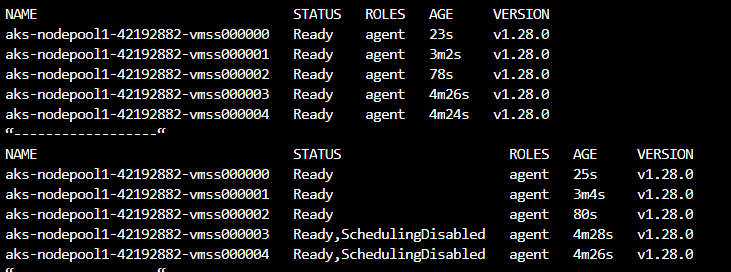 NAME STATUS ROLES AGE VERSION
aks-nodepool1-42192882-vmss000000 Ready agent 23s v1.28.0
aks-nodepool1-42192882-vmss000001 Ready agent 3m2s v1.28.0
aks-nodepool1-42192882-vmss000002 Ready agent 78s v1.28.0
aks-nodepool1-42192882-vmss000003 Ready agent 4m26s v1.28.0
aks-nodepool1-42192882-vmss000004 Ready agent 4m24s v1.28.0
“------------------“
NAME STATUS ROLES AGE VERSION
aks-nodepool1-42192882-vmss000000 Ready agent 25s v1.28.0
aks-nodepool1-42192882-vmss000001 Ready agent 3m4s v1.28.0
aks-nodepool1-42192882-vmss000002 Ready agent 80s v1.28.0
aks-nodepool1-42192882-vmss000003 Ready,SchedulingDisabled agent 4m28s v1.28.0
aks-nodepool1-42192882-vmss000004 Ready,SchedulingDisabled agent 4m26s v1.28.0
“------------------“